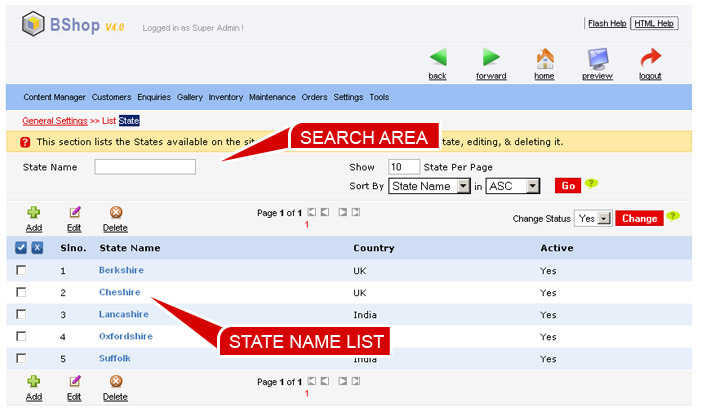 BShop V4.0 Logged in as Super Admin ! Flash Help HTML Help
back forward home preview logout
Content Manager Customers Enquiries Gallery Inventory Maintenance Orders Settings Tools
General Settings >> List State
? This section lists the States available on the sit tate, editing, & deleting it.
SEARCH AREA
State Name Show 10 State Per Page
Sort By State Name in ASC Go ?
Page 1 of 1
1
Change Status Yes Change ?
Add Edit Delete
X Slno. State Name Country Active
1 Berkshire UK Yes
2 Cheshire UK Yes
3 Lancashire India Yes
4 Oxfordshire Yes
STATE NAME LIST
5 Suffolk India Yes
Page 1 of 1
1
Add Edit Delete